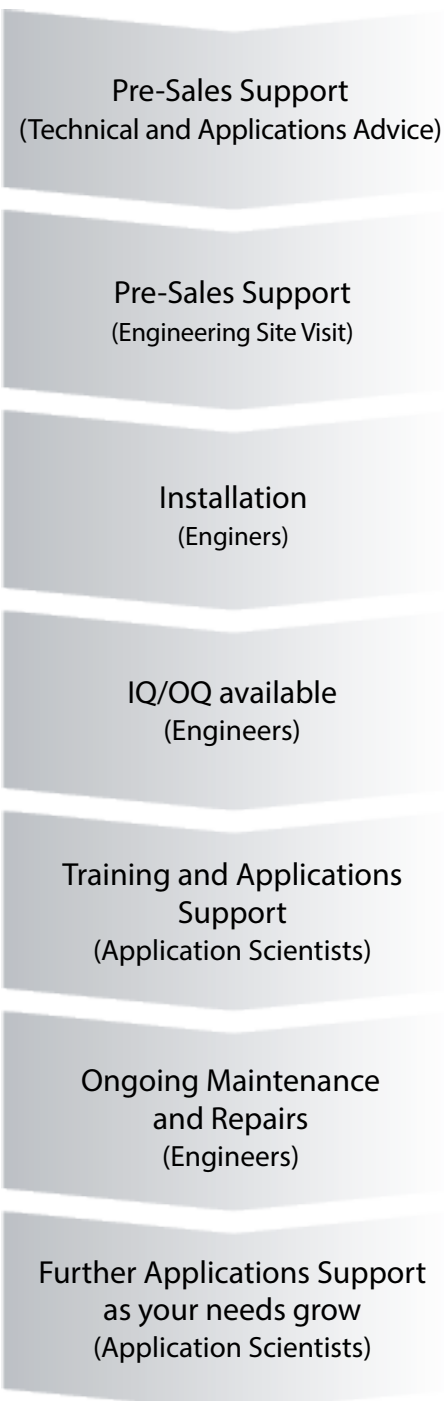 Pre-Sales Support
(Technical and Applications Advice)
Pre-Sales Support
(Engineering Site Visit)
Installation
(Enginers)
IQ/OQ available
(Engineers)
Training and Applications
Support
(Application Scientists)
Ongoing Maintenance
and Repairs
(Engineers)
Further Applications Support
as your needs grow
(Application Scientists)